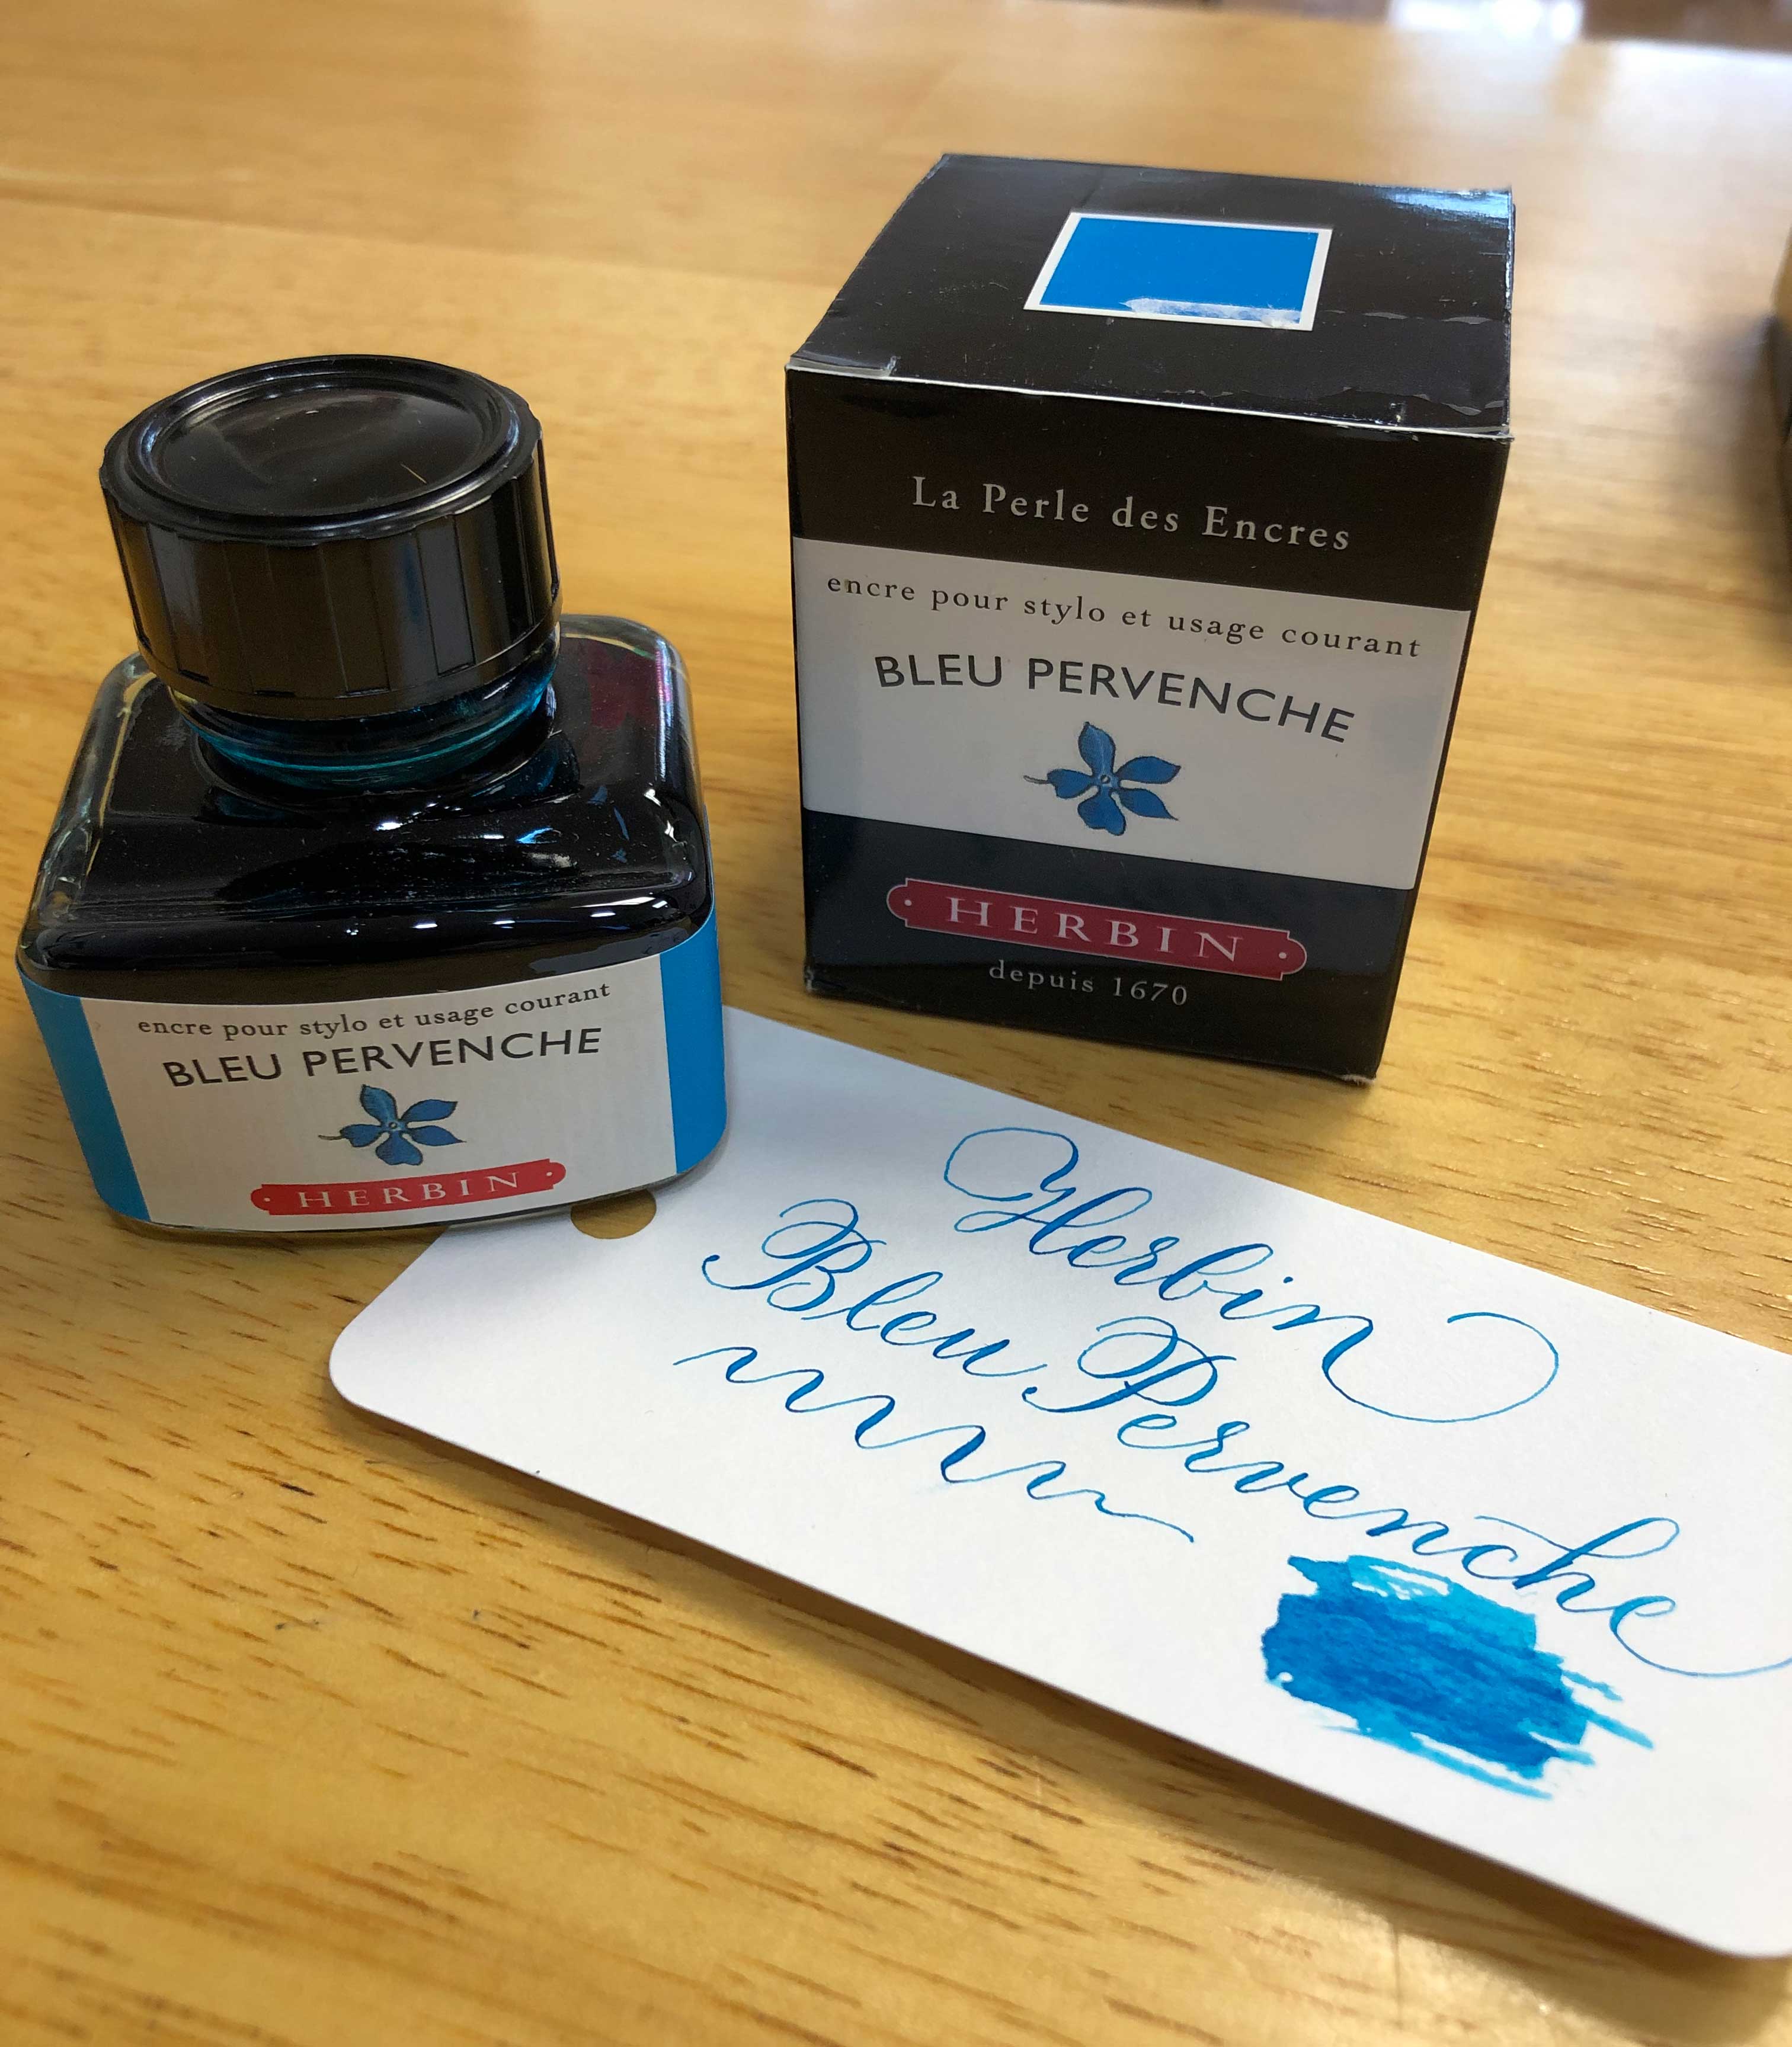 La Perle des Encres
encre pour stylo et usage courant
BLEU PERVENCHE
HERBIN
depuis 1670
encre pour stylo et usage courant
BLEU PERVENCHE
HERBIN
Herbin
Bleu Pervenche